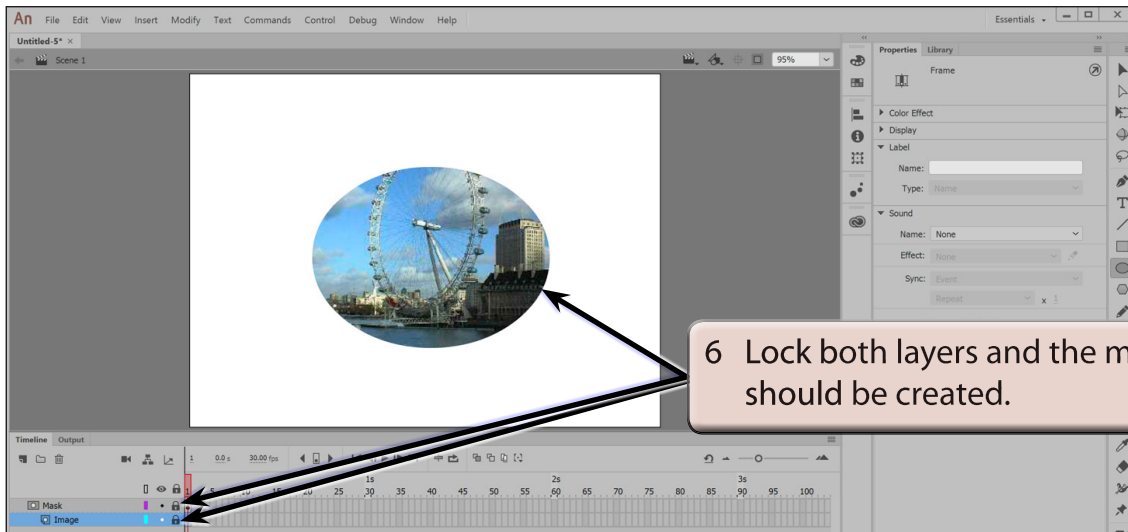 An File Edit View Insert Modify Text Commands Control Debug Window Help Essentials
Untitled-5* ×
Scene 1 95%
Properties Library
Frame
Color Effect
Display
Label
Name:
Type: Name
Sound
Name: None
Effect: None
Sync: Event
Repeat x 1
6 Lock both layers and the m
should be created.
Timeline Output
1 0.0 s 30.00 fps
1s 2s 3s
1 5 10 15 20 25 30 35 40 45 50 55 60 65 70 75 80 85 90 95 100
Mask
Image